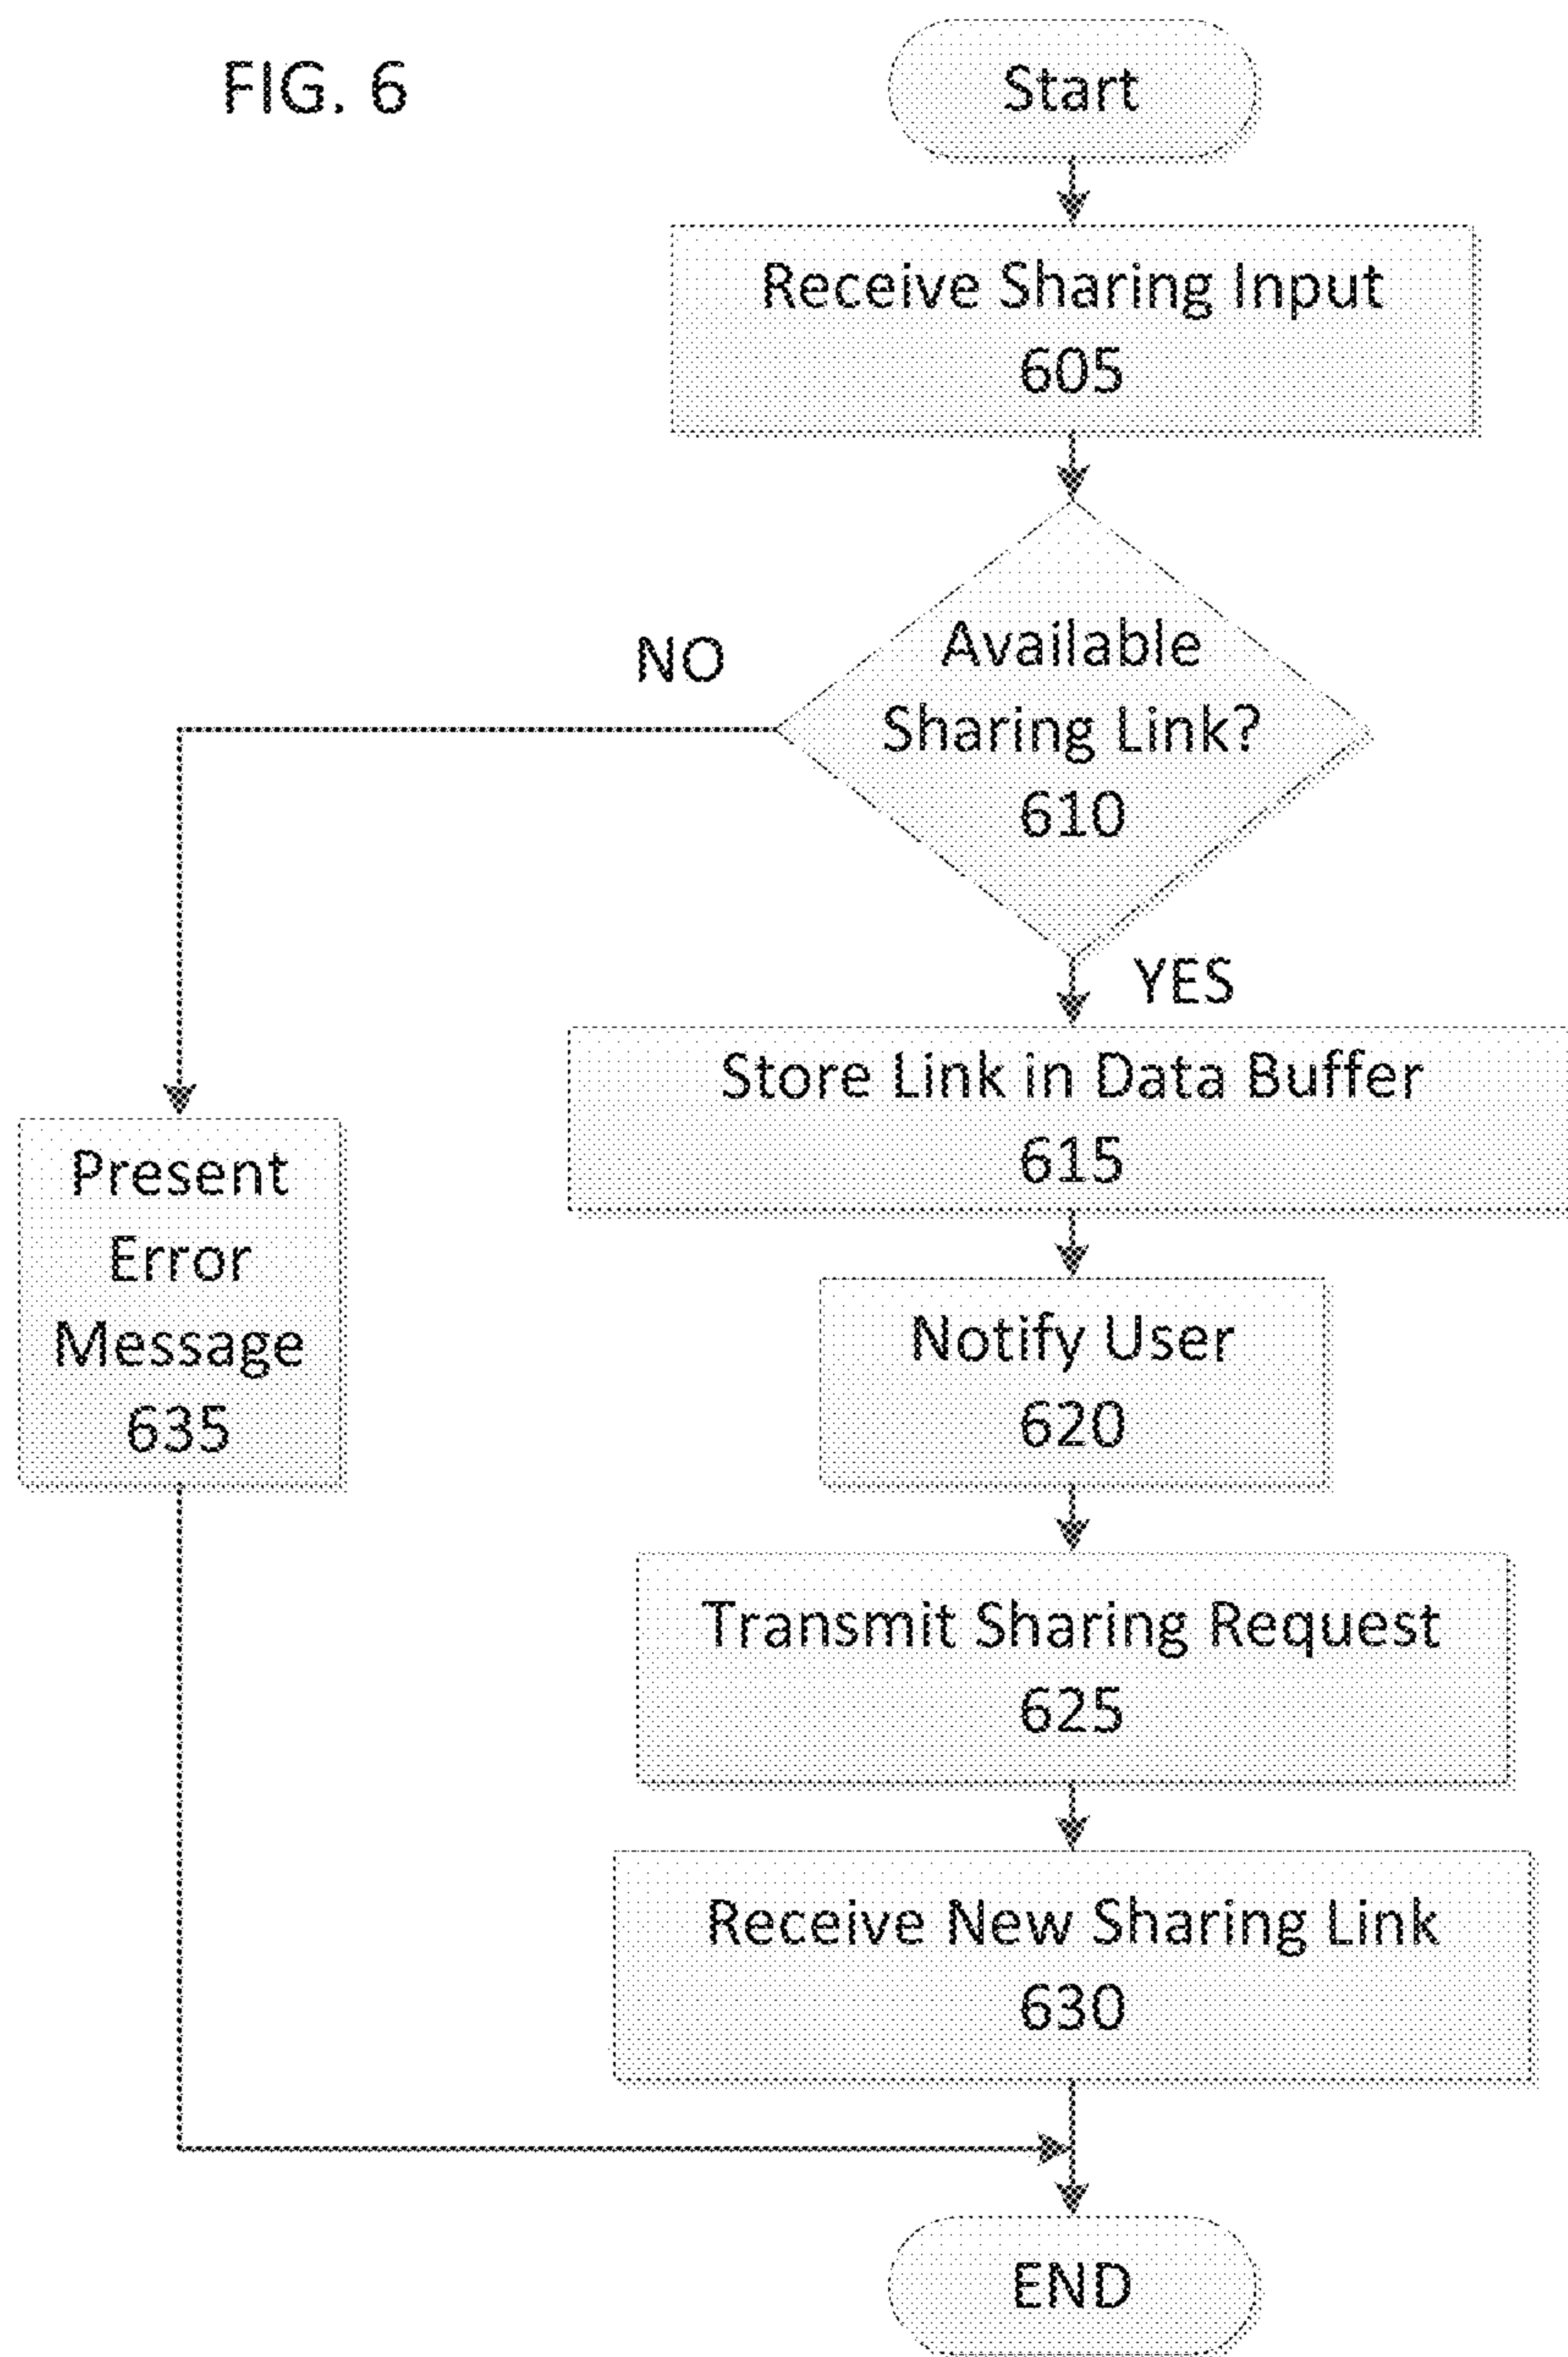 FIG. 6
Start
Receive Sharing Input
605
Available
Sharing Link?
610
NO
YES
Store Link in Data Buffer
615
Present
Error
Message
635
Notify User
620
Transmit Sharing Request
625
Receive New Sharing Link
630
END